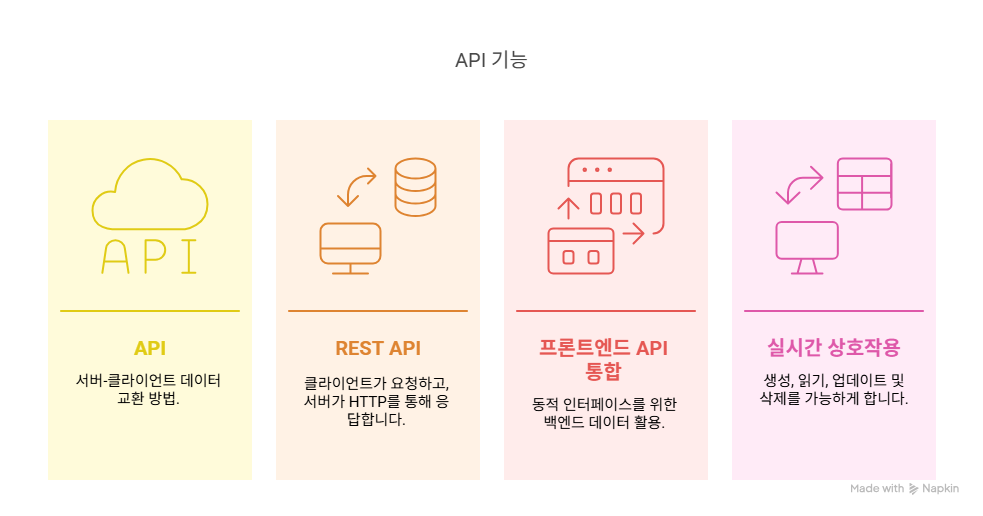 API 기능
API
API
서버-클라이언트 데이터
교환 방법.
REST API
클라이언트가 요청하고,
서버가 HTTP를 통해 응
답합니다.
프론트엔드 API
통합
동적 인터페이스를 위한
백엔드 데이터 활용.
실시간 상호작용
생성, 읽기, 업데이트 및
삭제를 가능하게 합니다.
Made with Napkin